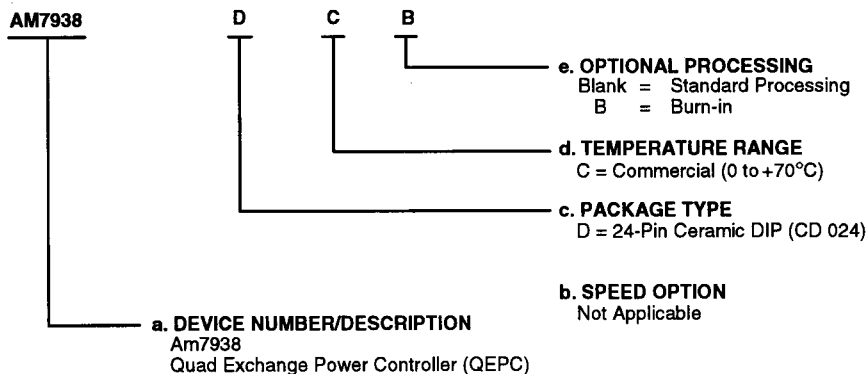 AM7938 D C B
e. OPTIONAL PROCESSING
Blank = Standard Processing
B = Burn-in
d. TEMPERATURE RANGE
C = Commercial (0 to +70°C)
c. PACKAGE TYPE
D = 24-Pin Ceramic DIP (CD 024)
b. SPEED OPTION
Not Applicable
a. DEVICE NUMBER/DESCRIPTION
Am7938
Quad Exchange Power Controller (QEPC)